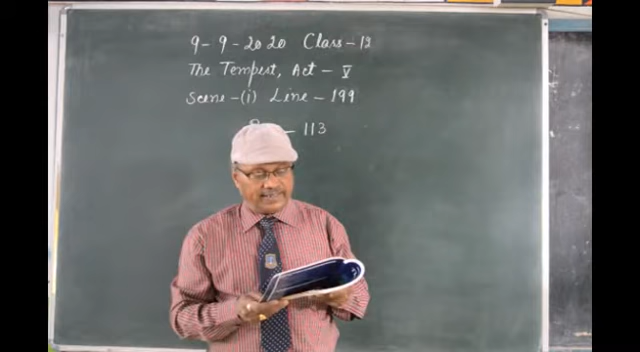 9-9-2020 Class-12
The Tempest, Act-V
Scene-(i) Line-199
- 113